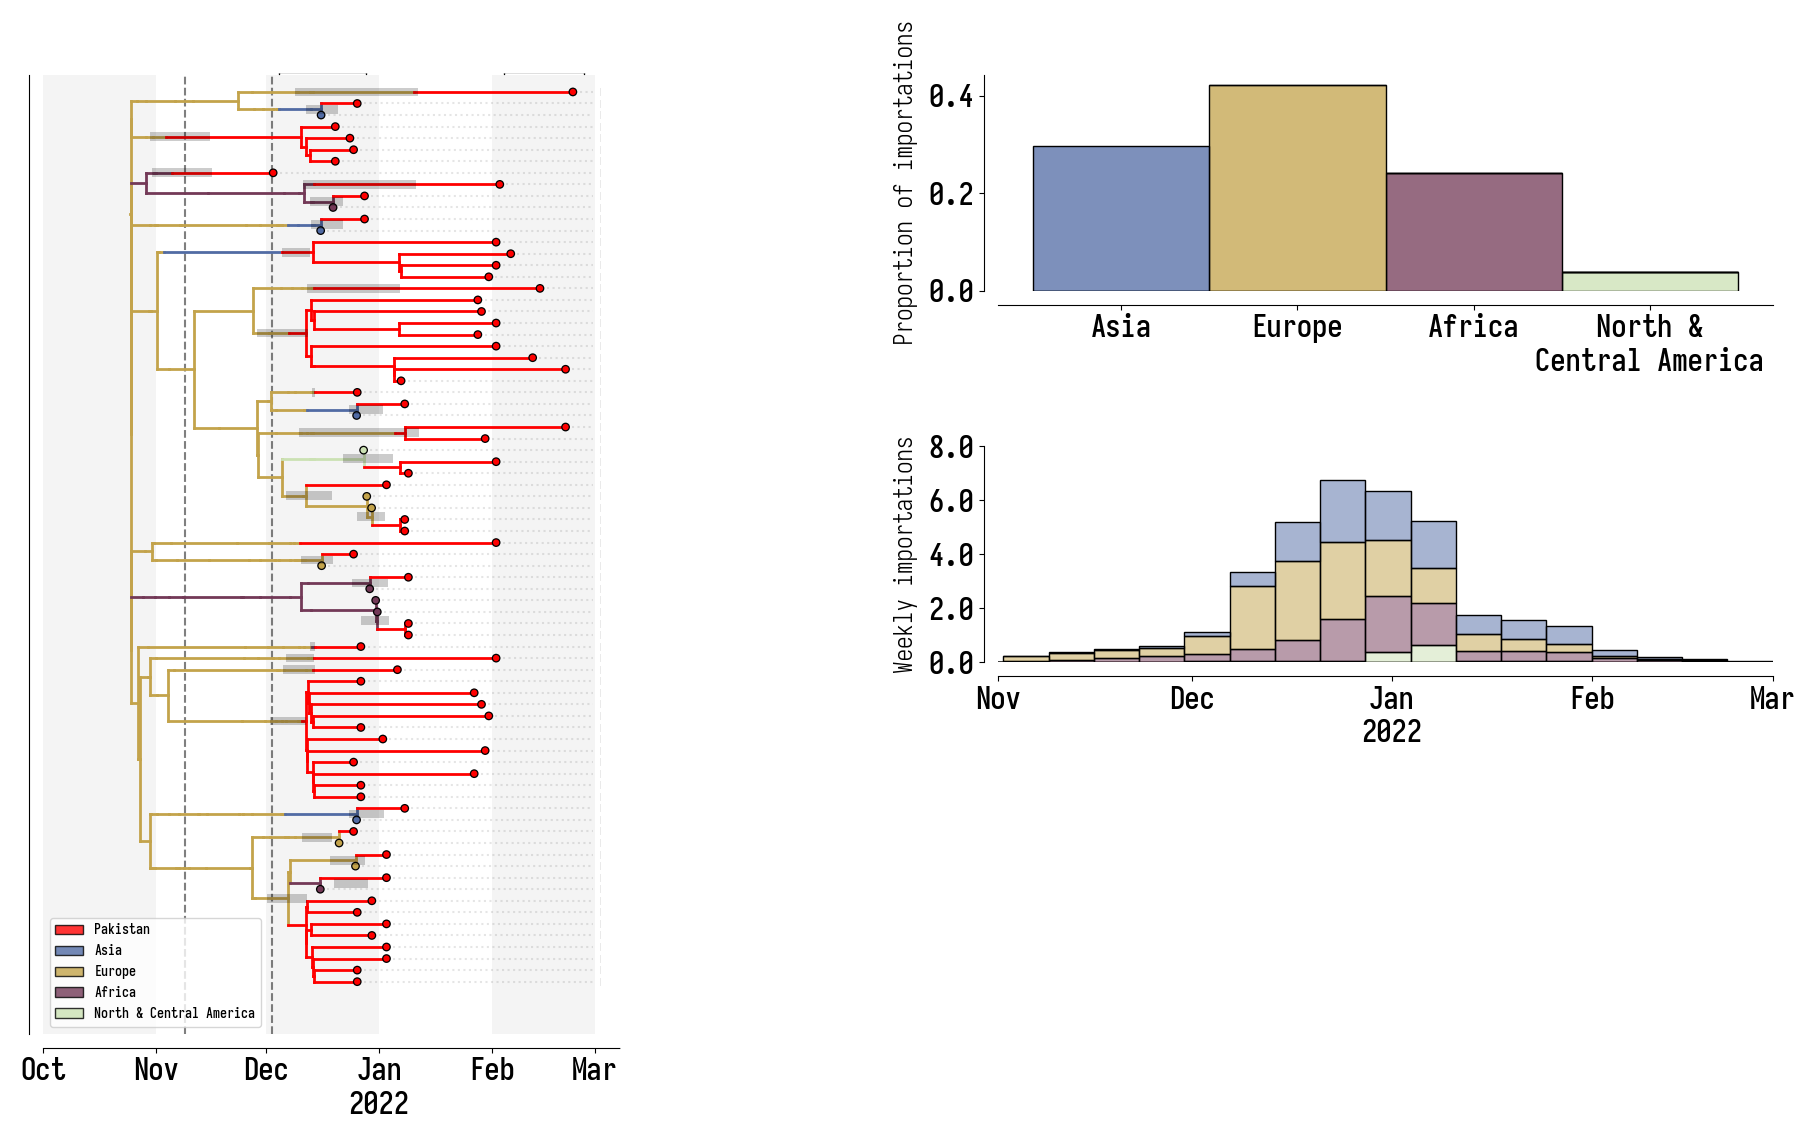 Pakistan
Asia
Europe
Africa
North & Central America
Oct Nov Dec Jan Feb Mar
2022
Proportion of importations
0.4
0.2
0.0
Asia Europe Africa North &
Central America
Weekly importations
8.0
6.0
4.0
2.0
0.0
Nov Dec Jan Feb Mar
2022